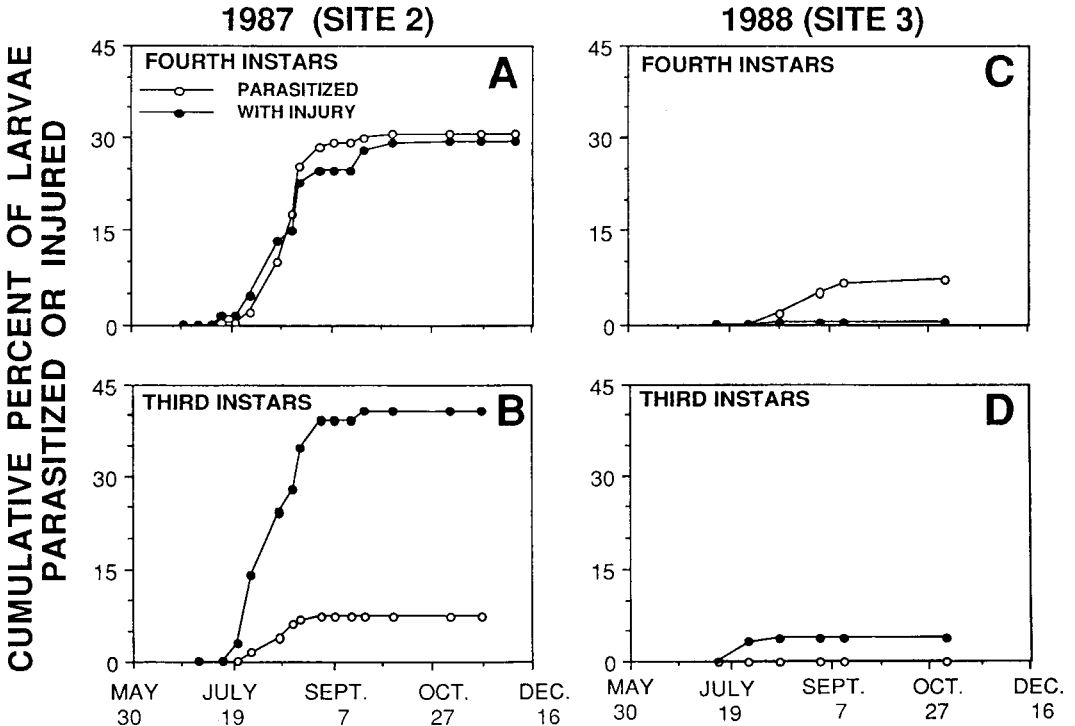 1987 (SITE 2)
1988 (SITE 3)
CUMULATIVE PERCENT OF LARVAE
PARASITIZED OR INJURED
45
30
15
0
FOURTH INSTARS
A
PARASITIZED
WITH INJURY
45
30
15
0
FOURTH INSTARS
C
45
30
15
0
THIRD INSTARS
B
MAY 30
JULY 19
SEPT. 7
OCT. 27
DEC. 16
45
30
15
0
THIRD INSTARS
D
MAY 30
JULY 19
SEPT. 7
OCT. 27
DEC. 16